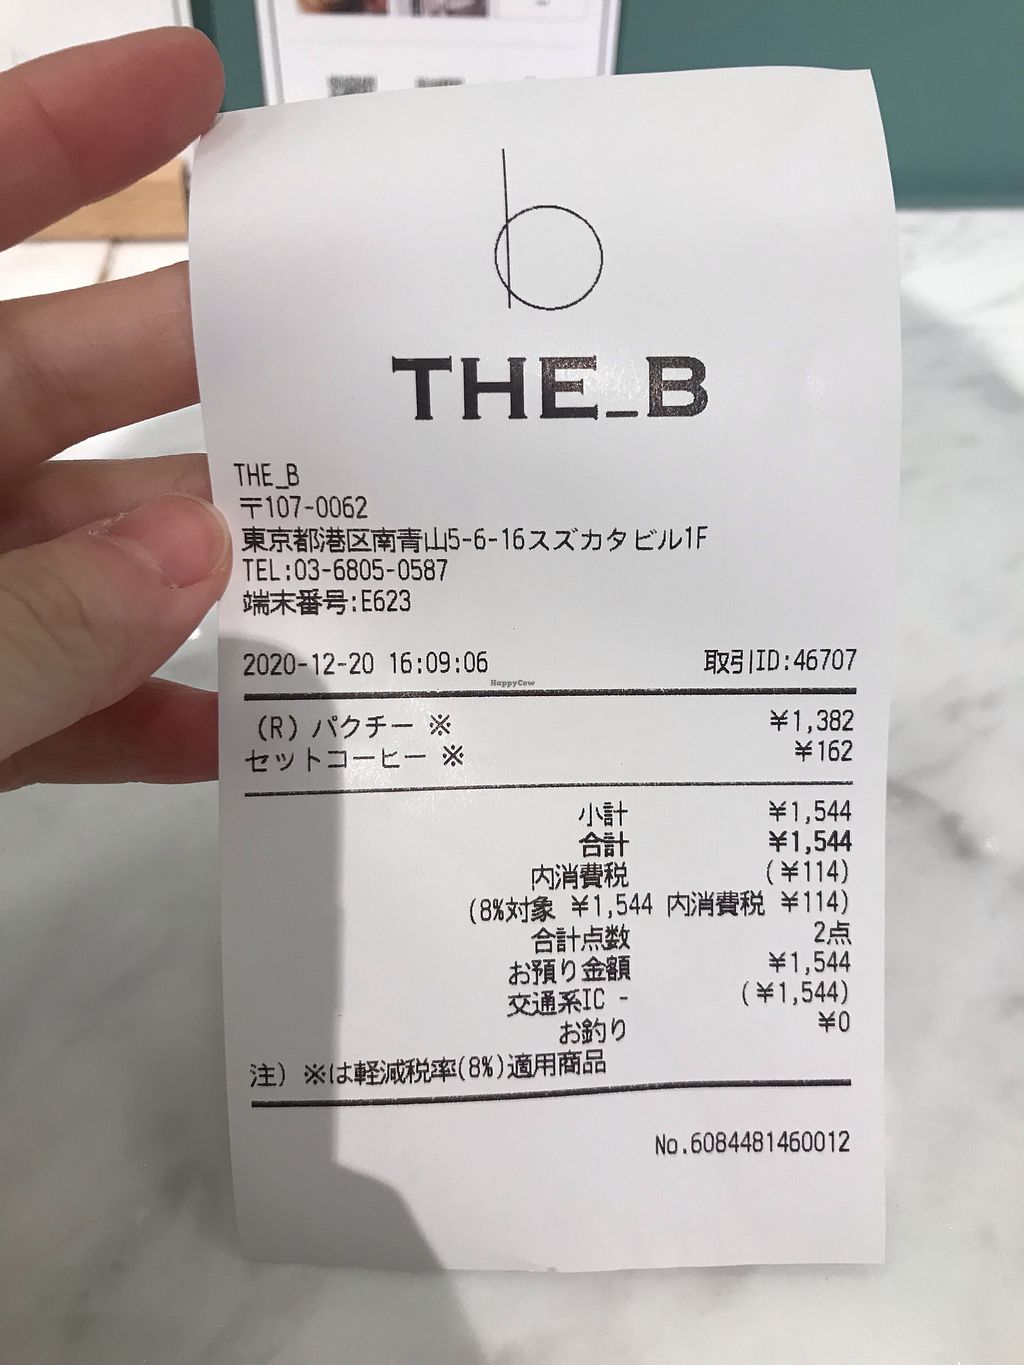 b
THE_B
THE_B
〒107-0062
東京都港区南青山5-6-16スズカタビル1F
TEL:03-6805-0587
端末番号:E623
2020-12-20 16:09:06 取引ID:46707
HappyCow
(R) パクチー ※ ¥1,382
セットコーヒー ※ ¥162
小計 ¥1,544
合計 ¥1,544
内消費税 (¥114)
(8%対象 ¥1,544 内消費税 ¥114)
合計点数 2点
お預り金額 ¥1,544
交通系IC - (¥1,544)
お釣り ¥0
注) ※は軽減税率(8%)適用商品
No.6084481460012